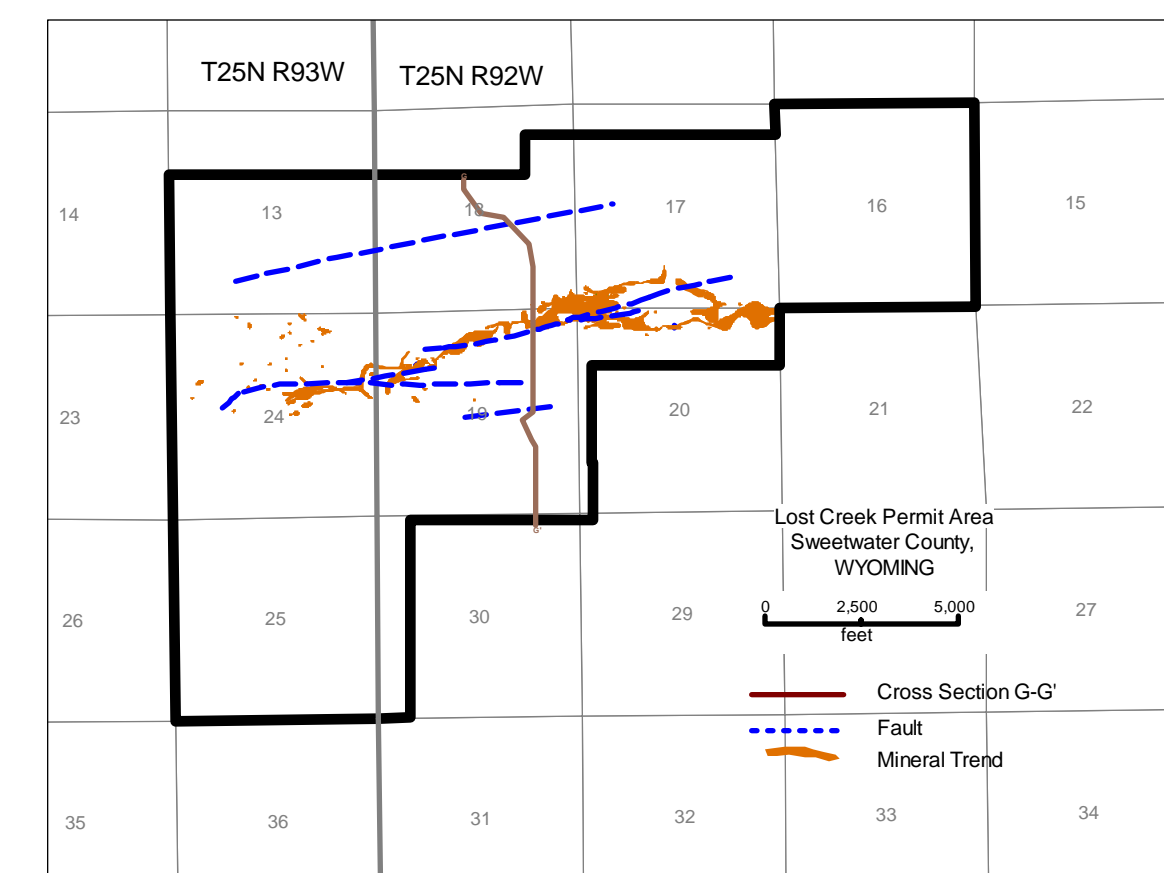 T25N R93W
T25N R92W
G
14
13
18
17
16
15
23
24
19
20
21
22
G'
Lost Creek Permit Area
Sweetwater County,
WYOMING
0 2,500 5,000
feet
26
25
30
29
27
Cross Section G-G'
Fault
Mineral Trend
35
36
31
32
33
34